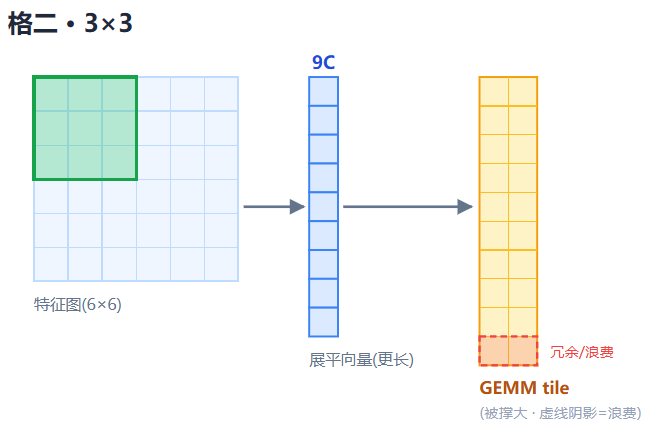 格二 · 3×3
9C
特征图(6×6)
展平向量(更长)
冗余/浪费
GEMM tile
(被撑大 · 虚线阴影=浪费)